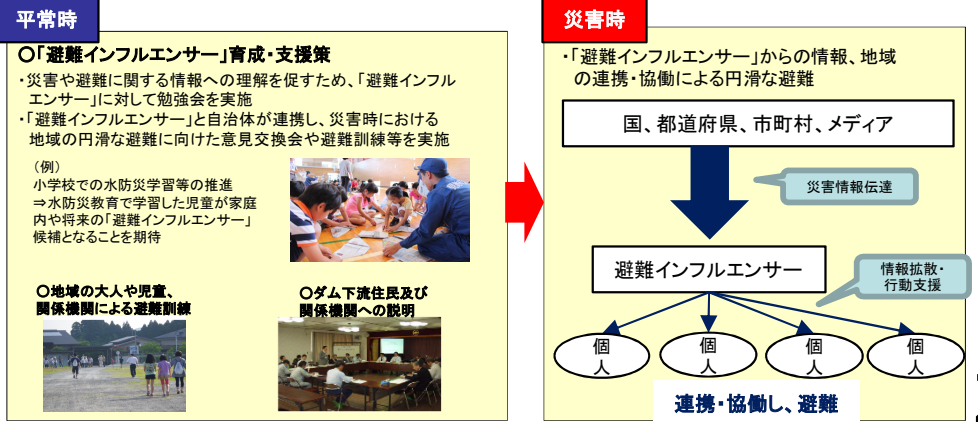 平常時
○「避難インフルエンサー」育成・支援策
・災害や避難に関する情報への理解を促すため、「避難インフル
エンサー」に対して勉強会を実施
・「避難インフルエンサー」と自治体が連携し、災害時における
地域の円滑な避難に向けた意見交換会や避難訓練等を実施
（例）
小学校での水防災学習等の推進
⇒水防災教育で学習した児童が家庭
内や将来の「避難インフルエンサー」
候補となることを期待
○地域の大人や児童、
関係機関による避難訓練
○ダム下流住民及び
関係機関への説明
災害時
・「避難インフルエンサー」からの情報、地域
の連携・協働による円滑な避難
国、都道府県、市町村、メディア
災害情報伝達
避難インフルエンサー
情報拡散・
行動支援
個
人
個
人
個
人
個
人
連携・協働し、避難